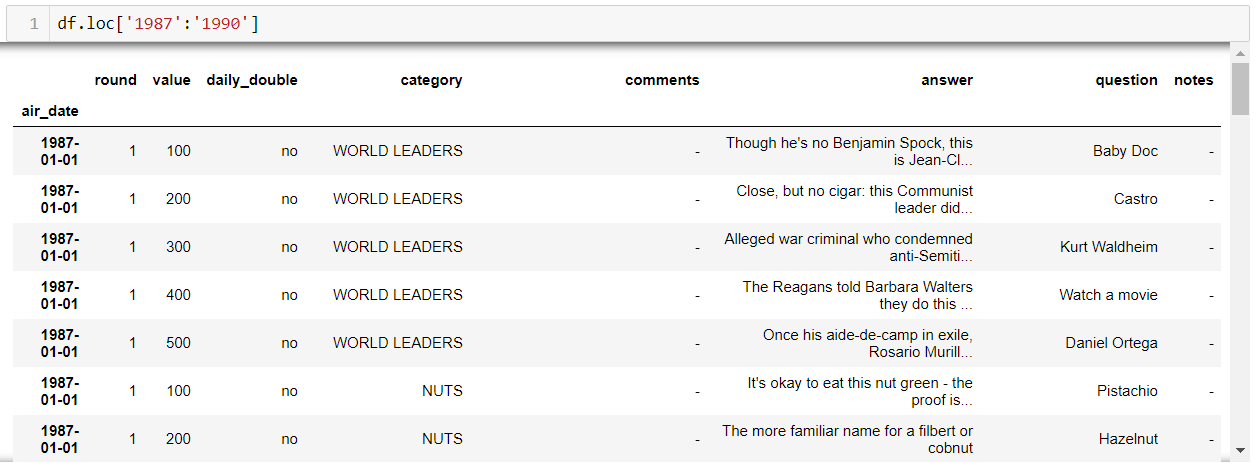 1 df.loc['1987':'1990']
round value daily_double category comments answer question notes
air_date
1987-01-01 1 100 no WORLD LEADERS - Though he's no Benjamin Spock, this is Jean-Cl... Baby Doc -
1987-01-01 1 200 no WORLD LEADERS - Close, but no cigar: this Communist leader did... Castro -
1987-01-01 1 300 no WORLD LEADERS - Alleged war criminal who condemned anti-Semiti... Kurt Waldheim -
1987-01-01 1 400 no WORLD LEADERS - The Reagans told Barbara Walters they do this ... Watch a movie -
1987-01-01 1 500 no WORLD LEADERS - Once his aide-de-camp in exile, Rosario Murill... Daniel Ortega -
1987-01-01 1 100 no NUTS - It's okay to eat this nut green - the proof is... Pistachio -
1987-01-01 1 200 no NUTS - The more familiar name for a filbert or cobnut Hazelnut -